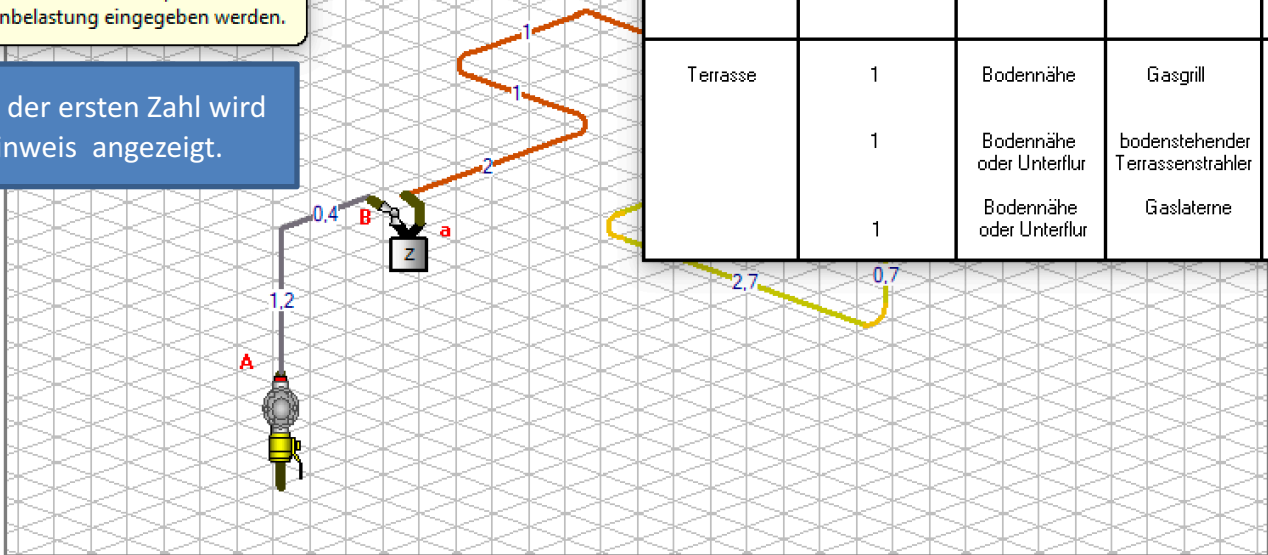 nbelastung eingegeben werden.
der ersten Zahl wird
inweis angezeigt.
1
1
2
0,4
B
a
Z
1,2
A
2,7
0,7
Terrasse 1 Bodennähe Gasgrill
1 Bodennähe oder Unterflur bodenstehender Terrassenstrahler
1 Bodennähe oder Unterflur Gaslaterne